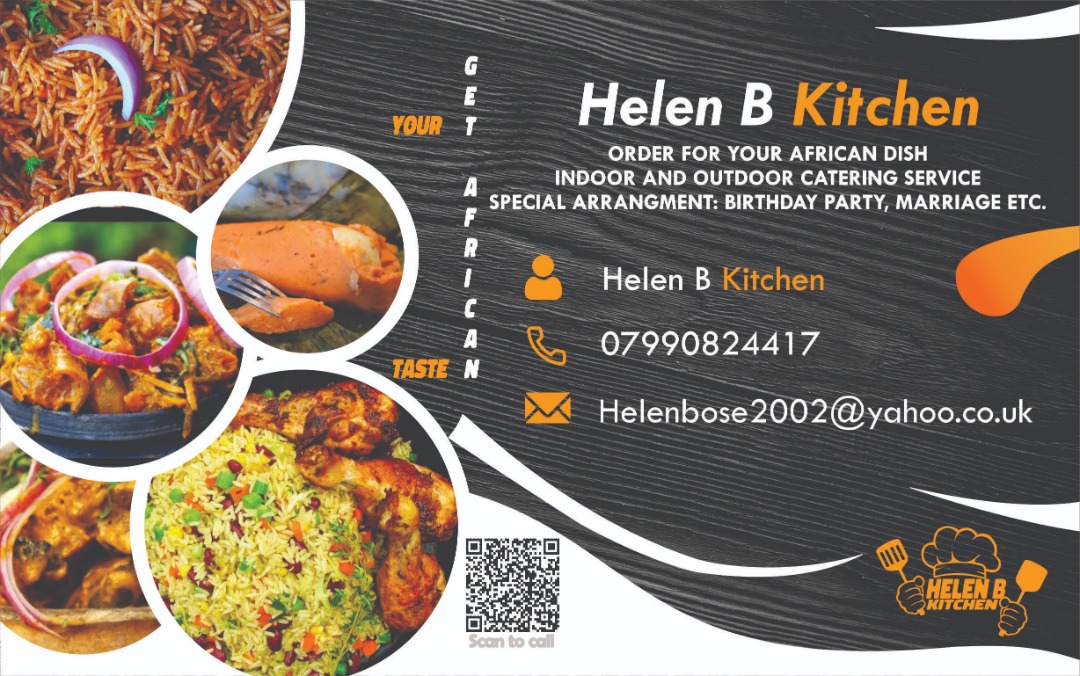 YOUR
GET AFRICAN
TASTE
Helen B Kitchen
ORDER FOR YOUR AFRICAN DISH
INDOOR AND OUTDOOR CATERING SERVICE
SPECIAL ARRANGMENT: BIRTHDAY PARTY, MARRIAGE ETC.
Helen B Kitchen
07990824417
Helenbose2002@yahoo.co.uk
Scan to call
HELEN B
KITCHEN